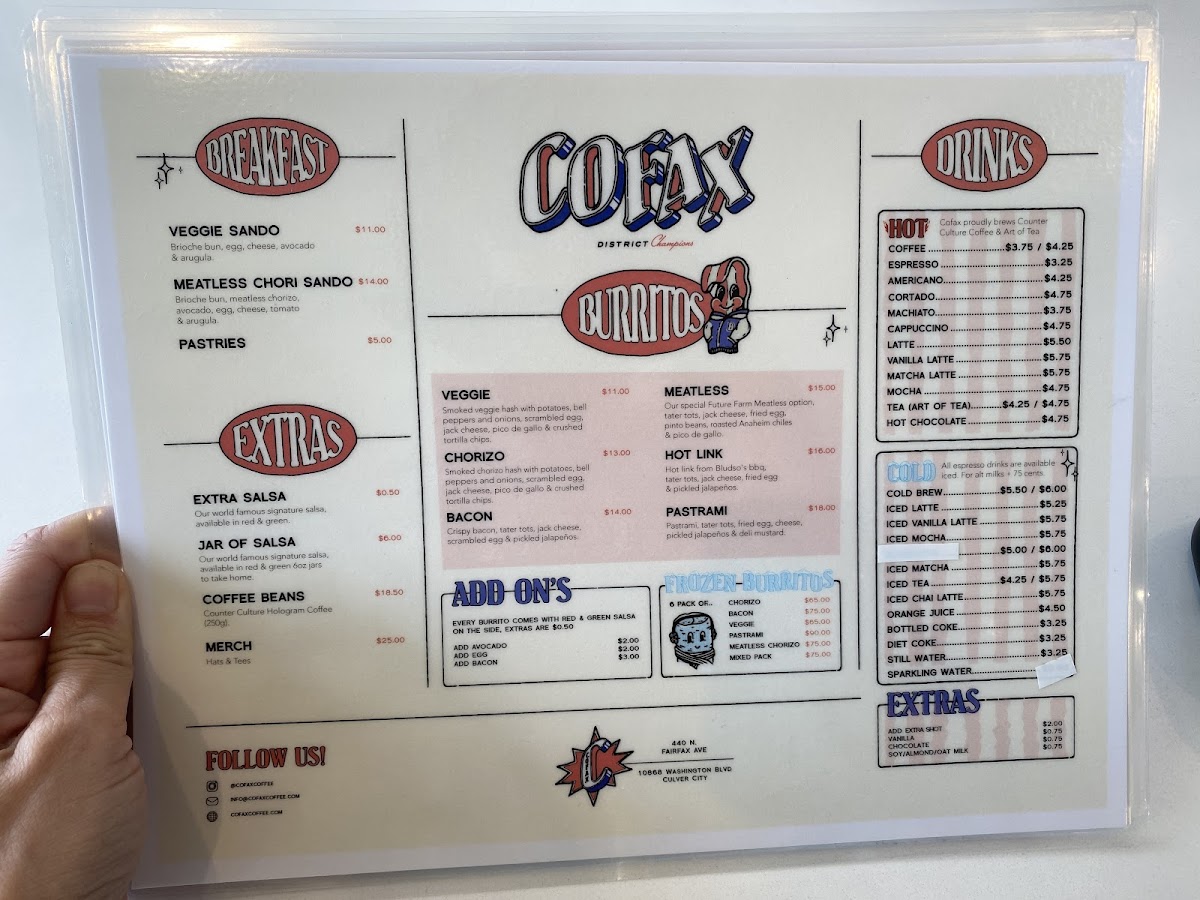 BREAKFAST
VEGGIE SANDO $11.00
Brioche bun, egg, cheese, avocado
& arugula.
MEATLESS CHORI SANDO $14.00
Brioche bun, meatless chorizo,
avocado, egg, cheese, tomato
& arugula.
PASTRIES $5.00
EXTRAS
EXTRA SALSA $0.50
Our world famous signature salsa,
available in red & green.
JAR OF SALSA $6.00
Our world famous signature salsa,
available in red & green 6oz jars
to take home.
COFFEE BEANS $18.50
Counter Culture Hologram Coffee
(250g).
MERCH $25.00
Hats & Tees
COFAX
DISTRICT Champions
BURRITOS
VEGGIE $11.00
Smoked veggie hash with potatoes, bell
peppers and onions, scrambled egg,
jack cheese, pico de gallo & crushed
tortilla chips.
CHORIZO $13.00
Smoked chorizo hash with potatoes, bell
peppers and onions, scrambled egg,
jack cheese, pico de gallo & crushed
tortilla chips.
BACON $14.00
Crispy bacon, tater tots, jack cheese,
scrambled egg & pickled jalapeños.
MEATLESS $15.00
Our special Future Farm Meatless option,
tater tots, jack cheese, fried egg,
pinto beans, roasted Anaheim chiles
& pico de gallo.
HOT LINK $16.00
Hot link from Bludso's bbq,
tater tots, jack cheese, fried egg
& pickled jalapeños.
PASTRAMI $18.00
Pastrami, tater tots, fried egg, cheese,
pickled jalapeños & deli mustard.
ADD ON'S
EVERY BURRITO COMES WITH RED & GREEN SALSA
ON THE SIDE, EXTRAS ARE $0.50
ADD AVOCADO $2.00
ADD EGG $2.00
ADD BACON $3.00
FROZEN BURRITOS
6 PACK OF..
CHORIZO $65.00
BACON $75.00
VEGGIE $65.00
PASTRAMI $90.00
MEATLESS CHORIZO $75.00
MIXED PACK $75.00
DRINKS
HOT
Cofax proudly brews Counter
Culture Coffee & Art of Tea
COFFEE $3.75 / $4.25
ESPRESSO $3.25
AMERICANO $4.25
CORTADO $4.75
MACHIATO $3.75
CAPPUCCINO $4.75
LATTE $5.50
VANILLA LATTE $5.75
MATCHA LATTE $5.75
MOCHA $4.75
TEA (ART OF TEA) $4.25 / $4.75
HOT CHOCOLATE $4.75
COLD
All espresso drinks are available
iced. For alt milks + 75 cents.
COLD BREW $5.50 / $6.00
ICED LATTE $5.25
ICED VANILLA LATTE $5.75
ICED MOCHA $5.75
$5.00 / $6.00
ICED MATCHA $5.75
ICED TEA $4.25 / $5.75
ICED CHAI LATTE $5.75
ORANGE JUICE $4.50
BOTTLED COKE $3.25
DIET COKE $3.25
STILL WATER $3.25
SPARKLING WATER
EXTRAS
ADD EXTRA SHOT $2.00
VANILLA $0.75
CHOCOLATE $0.75
SOY/ALMOND/OAT MILK $0.75
FOLLOW US!
@COFAXCOFFEE
INFO@COFAXCOFFEE.COM
COFAXCOFFEE.COM
C
440 N.
FAIRFAX AVE
10868 WASHINGTON BLVD
CULVER CITY